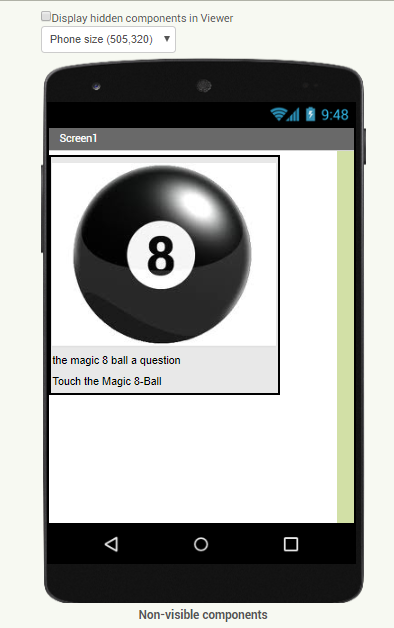 Display hidden components in Viewer
Phone size (505,320)
9:48
Screen1
8
the magic 8 ball a question
Touch the Magic 8-Ball
Non-visible components